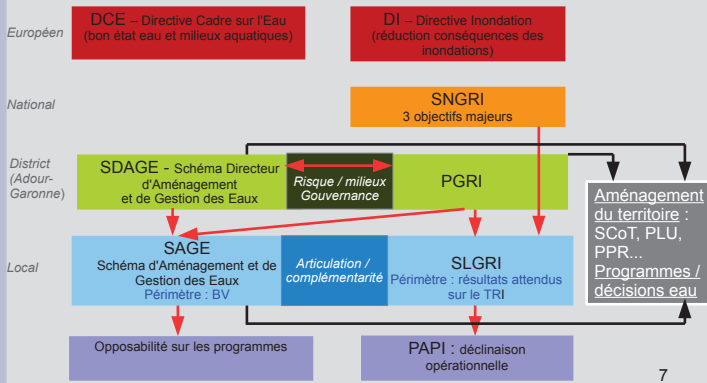 Européen
DCE – Directive Cadre sur l'Eau
(bon état eau et milieux aquatiques)
DI – Directive Inondation
(réduction conséquences des
inondations)
National
SNGRI
3 objectifs majeurs
District
(Adour-
Garonne)
SDAGE - Schéma Directeur
d'Aménagement
et de Gestion des Eaux
Risque / milieux
Gouvernance
PGRI
Aménagement
du territoire :
SCoT, PLU,
PPR...
Programmes /
décisions eau
Local
SAGE
Schéma d'Aménagement et de
Gestion des Eaux
Périmètre : BV
Articulation /
complémentarité
SLGRI
Périmètre : résultats attendus
sur le TRI
Opposabilité sur les programmes
PAPI : déclinaison
opérationnelle
7